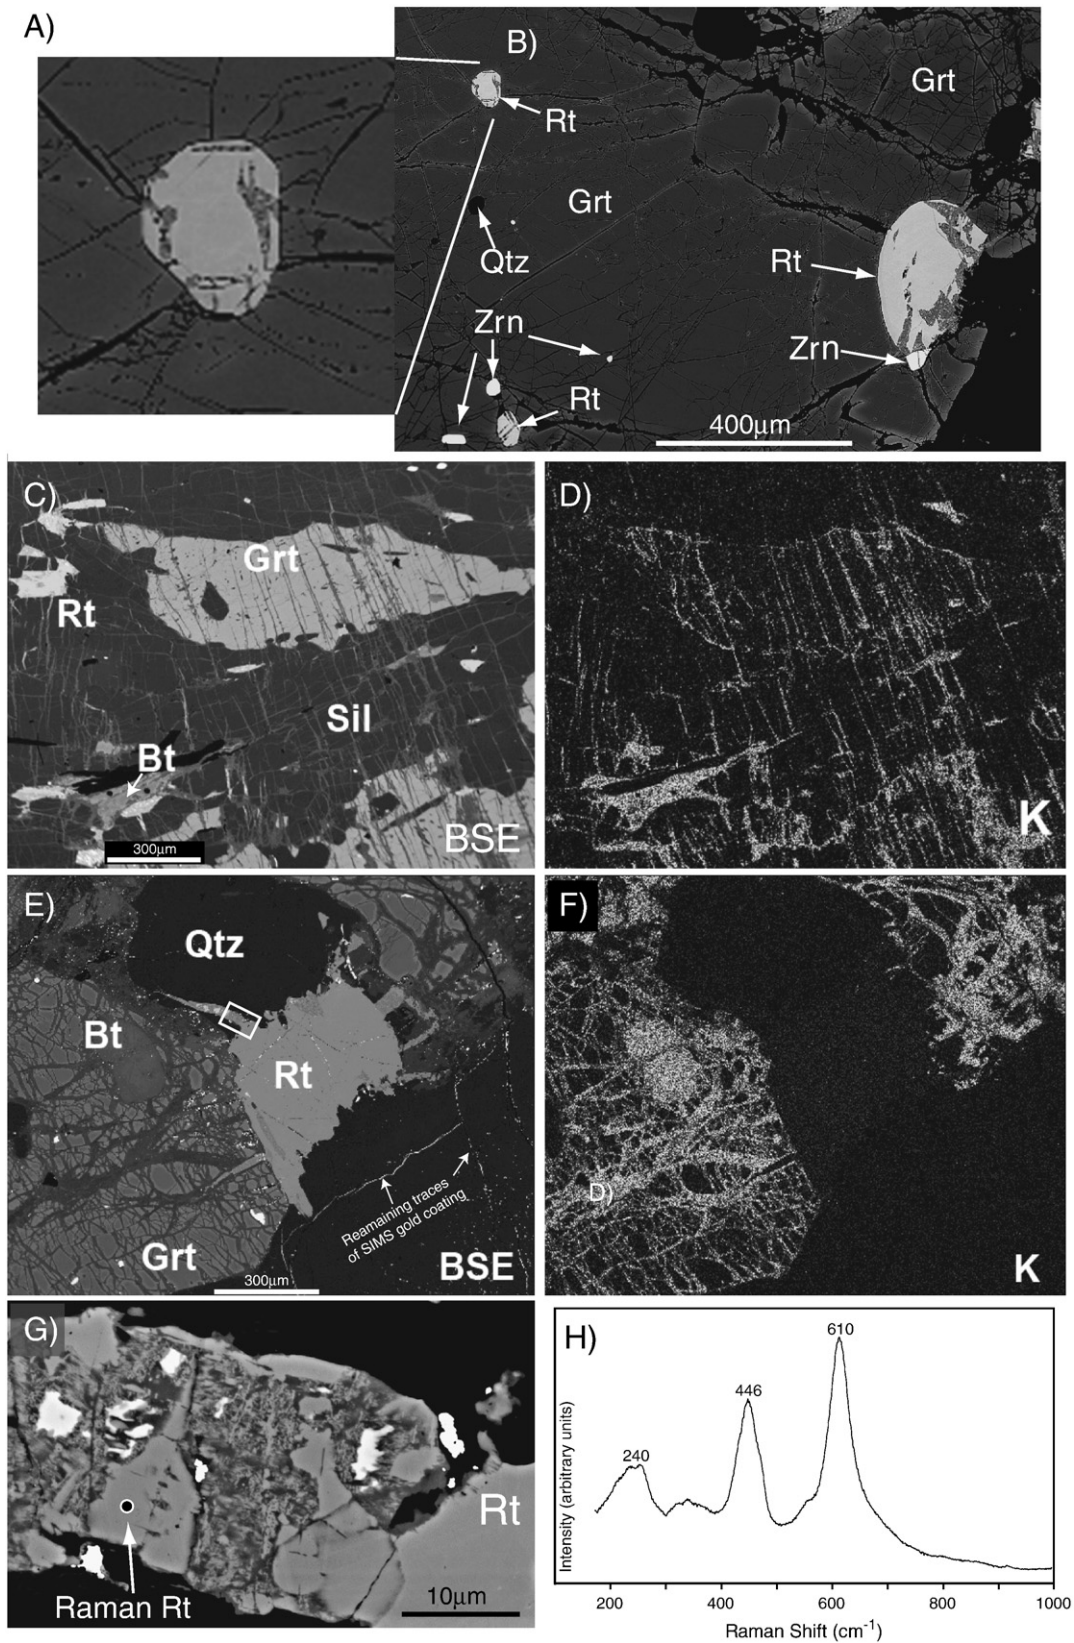 A)
B)
Grt
Rt
Grt
Qtz
Rt
Zrn
Zrn
Rt
400μm
C)
Grt
Rt
Sil
Bt
BSE
300μm
D)
K
E)
Qtz
Bt
Rt
Reamaining traces
of SIMS gold coating
Grt
300μm
BSE
F)
D)
K
G)
Rt
Raman Rt
10μm
H)
610
446
240
Intensity (arbitrary units)
200
400
600
800
1000
Raman Shift (cm⁻¹)